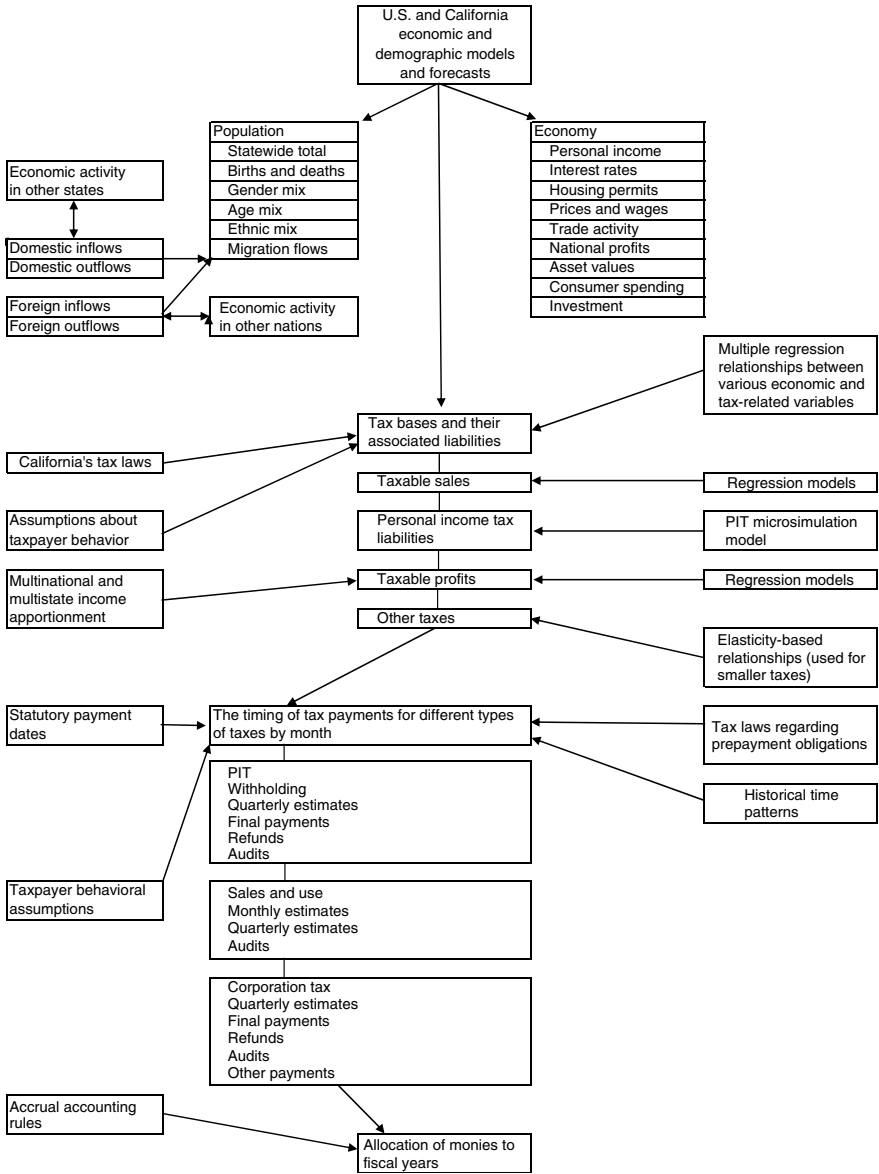 U.S. and California
economic and
demographic models
and forecasts
Population
Statewide total
Births and deaths
Gender mix
Age mix
Ethnic mix
Migration flows
Economy
Personal income
Interest rates
Housing permits
Prices and wages
Trade activity
National profits
Asset values
Consumer spending
Investment
Economic activity
in other states
Domestic inflows
Domestic outflows
Foreign inflows
Foreign outflows
Economic activity
in other nations
Multiple regression
relationships between
various economic and
tax-related variables
Tax bases and their
associated liabilities
California's tax laws
Taxable sales
Regression models
Assumptions about
taxpayer behavior
Personal income tax
liabilities
PIT microsimulation
model
Multinational and
multistate income
apportionment
Taxable profits
Regression models
Other taxes
Elasticity-based
relationships (used for
smaller taxes)
Statutory payment
dates
The timing of tax payments for different types
of taxes by month
Tax laws regarding
prepayment obligations
PIT
Withholding
Quarterly estimates
Final payments
Refunds
Audits
Historical time
patterns
Taxpayer behavioral
assumptions
Sales and use
Monthly estimates
Quarterly estimates
Audits
Corporation tax
Quarterly estimates
Final payments
Refunds
Audits
Other payments
Accrual accounting
rules
Allocation of monies to
fiscal years